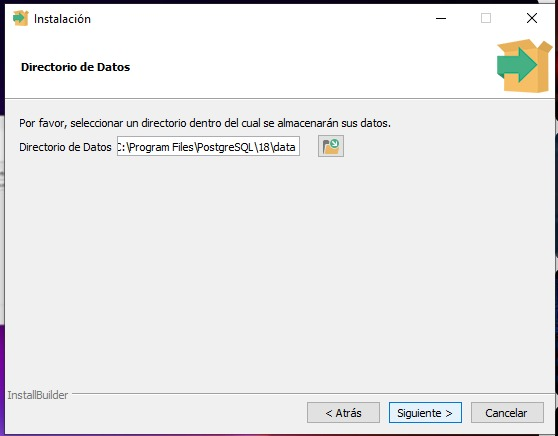 Instalación
Directorio de Datos
Por favor, seleccionar un directorio dentro del cual se almacenarán sus datos.
Directorio de Datos C:\Program Files\PostgreSQL\18\data
InstallBuilder
< Atrás Siguiente > Cancelar